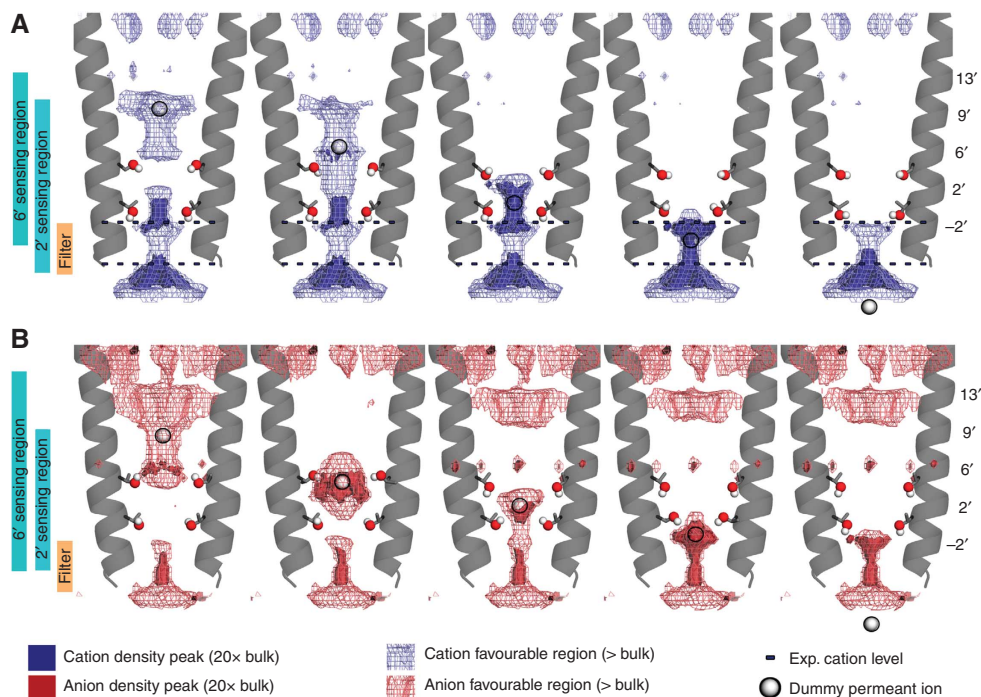 A
6′ sensing region
2′ sensing region
Filter
13′
9′
6′
2′
–2′
B
6′ sensing region
2′ sensing region
Filter
13′
9′
6′
2′
–2′
Cation density peak (20× bulk)
Cation favourable region (> bulk)
Exp. cation level
Anion density peak (20× bulk)
Anion favourable region (> bulk)
Dummy permeant ion